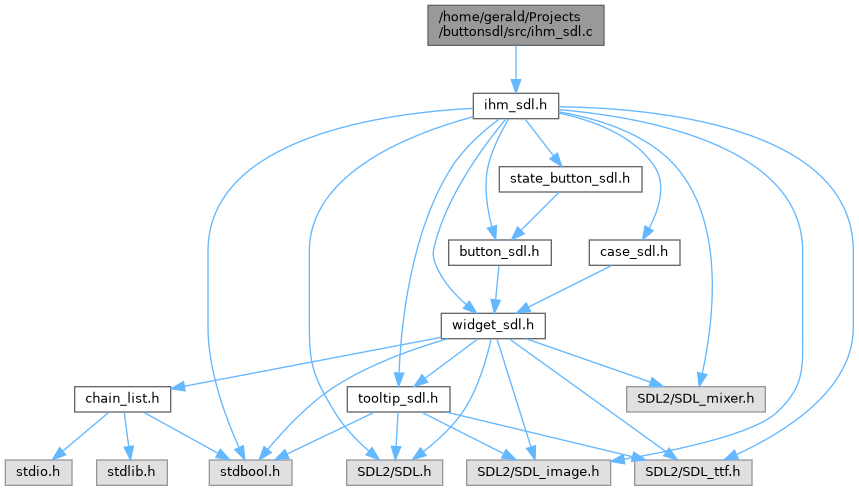 /home/gerald/Projects
/buttonsdl/src/ihm_sdl.c
ihm_sdl.h
state_button_sdl.h
button_sdl.h
case_sdl.h
widget_sdl.h
chain_list.h
tooltip_sdl.h
SDL2/SDL_mixer.h
stdio.h
stdlib.h
stdbool.h
SDL2/SDL.h
SDL2/SDL_image.h
SDL2/SDL_ttf.h